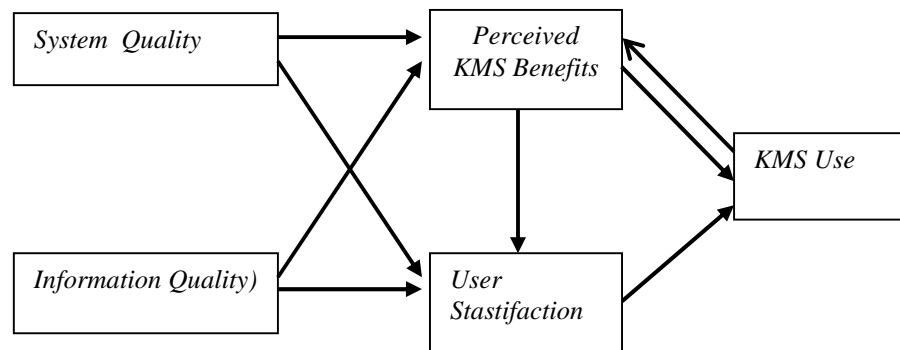 System Quality
Perceived
KMS Benefits
KMS Use
Information Quality)
User
Stastifaction